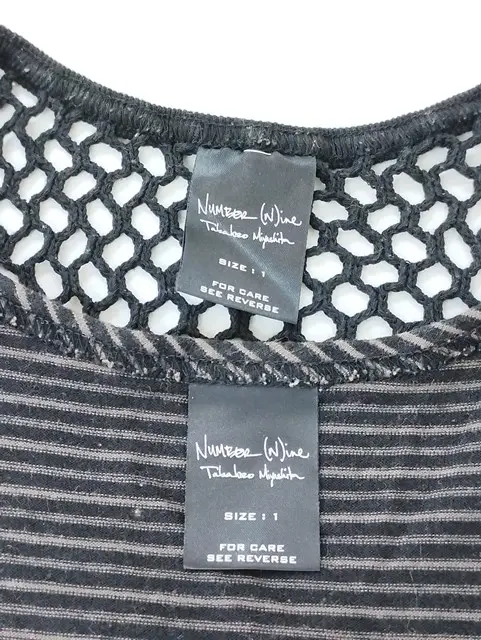 NUMBER (N)ine
Takahiro Miyashita
SIZE : 1
FOR CARE
SEE REVERSE
NUMBER (N)ine
Takahiro Miyashita
SIZE : 1
FOR CARE
SEE REVERSE